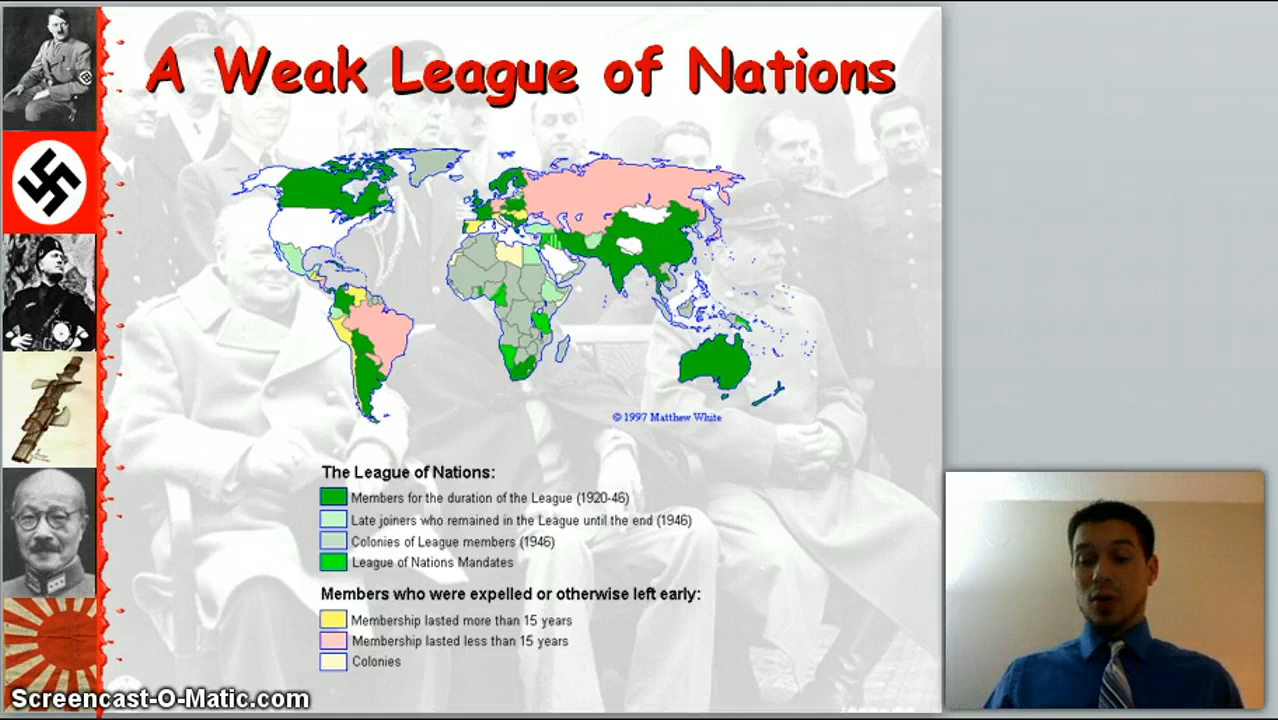 A Weak League of Nations
© 1997 Matthew White
The League of Nations:
Members for the duration of the League (1920-46)
Late joiners who remained in the League until the end (1946)
Colonies of League members (1946)
League of Nations Mandates
Members who were expelled or otherwise left early:
Membership lasted more than 15 years
Membership lasted less than 15 years
Colonies
Screencast-O-Matic.com